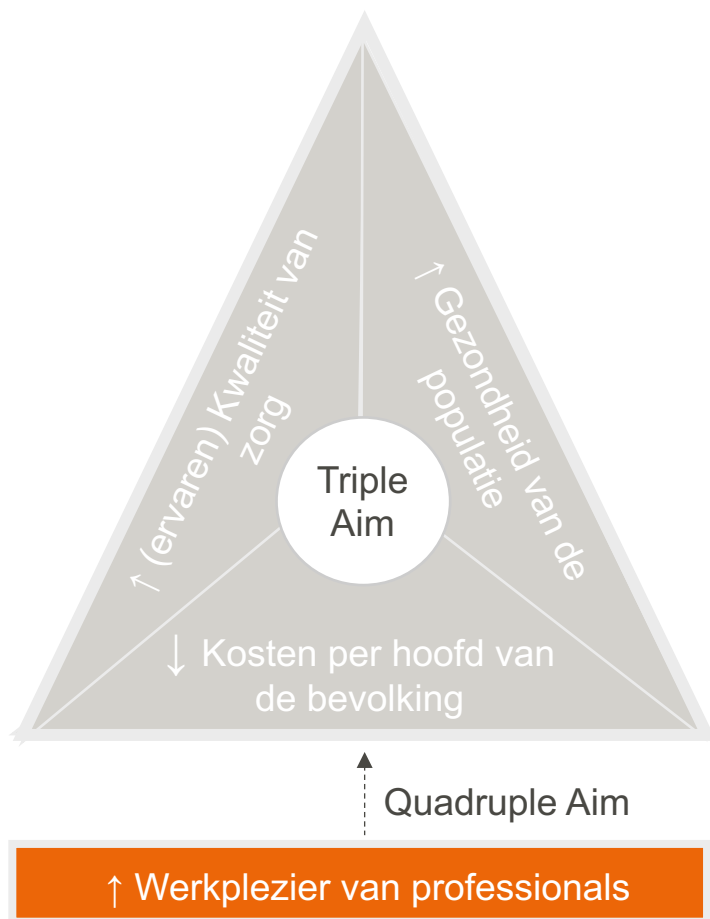 ↑ (ervaren) Kwaliteit van
zorg
↑ Gezondheid van de
populatie
Triple
Aim
↓ Kosten per hoofd van
de bevolking
Quadruple Aim
↑ Werkplezier van professionals